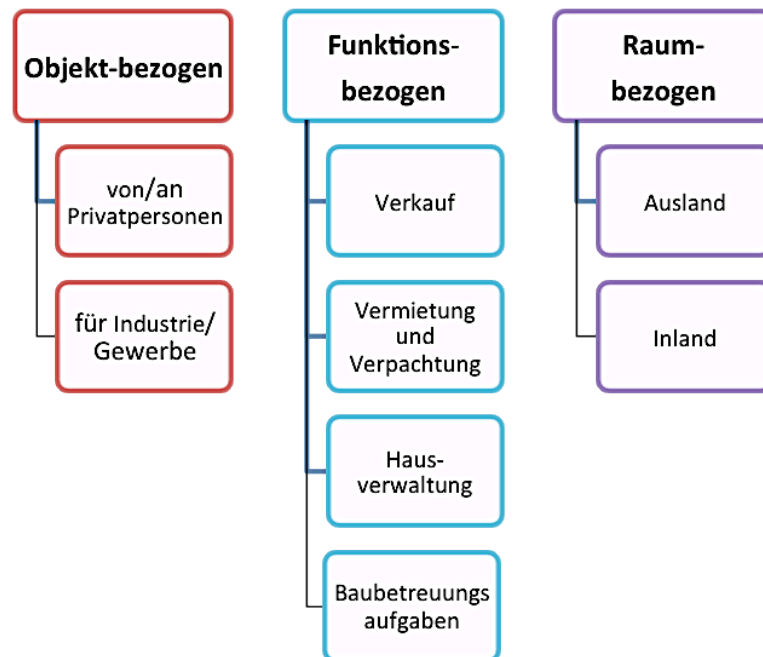 Objekt-bezogen
von/an
Privatpersonen
für Industrie/
Gewerbe
Funktions-
bezogen
Verkauf
Vermietung
und
Verpachtung
Haus-
verwaltung
Baubetreuungs
aufgaben
Raum-
bezogen
Ausland
Inland